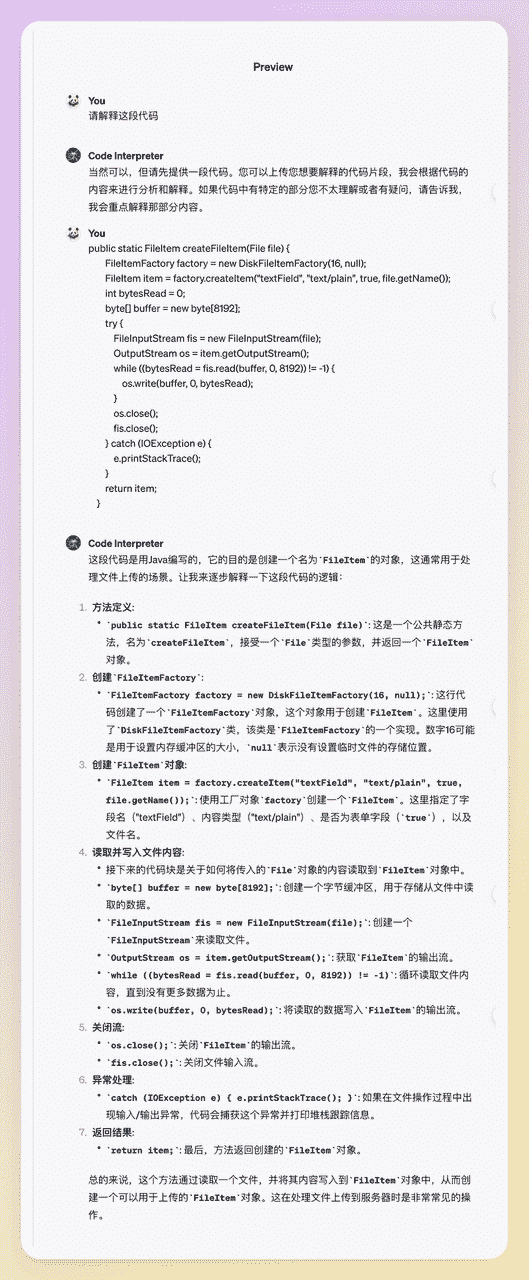 Preview
You
请解释这段代码
Code Interpreter
当然可以，但请先提供一段代码。您可以上传您想要解释的代码片段，我会根据代码的
内容来进行分析和解释。如果代码中有特定的部分您不太理解或者有疑问，请告诉我，
我会重点解释那部分内容。
You
public static FileItem createFileItem(File file) {
FileItemFactory factory = new DiskFileItemFactory(16, null);
FileItem item = factory.createItem("textField", "text/plain", true, file.getName());
int bytesRead = 0;
byte[] buffer = new byte[8192];
try {
FileInputStream fis = new FileInputStream(file);
OutputStream os = item.getOutputStream();
while ((bytesRead = fis.read(buffer, 0, 8192)) != -1) {
os.write(buffer, 0, bytesRead);
}
os.close();
fis.close();
} catch (IOException e) {
e.printStackTrace();
}
return item;
}
Code Interpreter
这段代码是用Java编写的，它的目的是创建一个名为`FileItem`的对象，这通常用于处
理文件上传的场景。让我来逐步解释一下这段代码的逻辑：
1. 方法定义:
• `public static FileItem createFileItem(File file)`: 这是一个公共静态方
法，名为`createFileItem`，接受一个`File`类型的参数，并返回一个`FileItem`
对象。
2. 创建`FileItemFactory`:
• `FileItemFactory factory = new DiskFileItemFactory(16, null);`: 这行代
码创建了一个`FileItemFactory`对象，这个对象用于创建`FileItem`。这里使用
了`DiskFileItemFactory`类，该类是`FileItemFactory`的一个实现。数字16可能
是用于设置内存缓冲区的大小，`null`表示没有设置临时文件的存储位置。
3. 创建`FileItem`对象:
• `FileItem item = factory.createItem("textField", "text/plain", true,
file.getName());`: 使用工厂对象`factory`创建一个`FileItem`。这里指定了字
段名（"textField"）、内容类型（"text/plain"）、是否为表单字段（`true`），以及
文件名。
4. 读取并写入文件内容:
• 接下来的代码块是关于如何将传入的`File`对象的内容读取到`FileItem`对象中。
• `byte[] buffer = new byte[8192];`: 创建一个字节缓冲区，用于存储从文件中读
取的数据。
• `FileInputStream fis = new FileInputStream(file);`: 创建一个
`FileInputStream`来读取文件。
• `OutputStream os = item.getOutputStream();`: 获取`FileItem`的输出流。
• `while ((bytesRead = fis.read(buffer, 0, 8192)) != -1)`: 循环读取文件内
容，直到没有更多数据为止。
• `os.write(buffer, 0, bytesRead);`: 将读取的数据写入`FileItem`的输出流。
5. 关闭流:
• `os.close();`: 关闭`FileItem`的输出流。
• `fis.close();`: 关闭文件输入流。
6. 异常处理:
• `catch (IOException e) { e.printStackTrace(); }`: 如果在文件操作过程中出
现输入/输出异常，代码会捕获这个异常并打印堆栈跟踪信息。
7. 返回结果:
• `return item;`: 最后，方法返回创建的`FileItem`对象。
总的来说，这个方法通过读取一个文件，并将其内容写入到`FileItem`对象中，从而创
建一个可以用于上传的`FileItem`对象。这在处理文件上传到服务器时是非常常见的操
作。